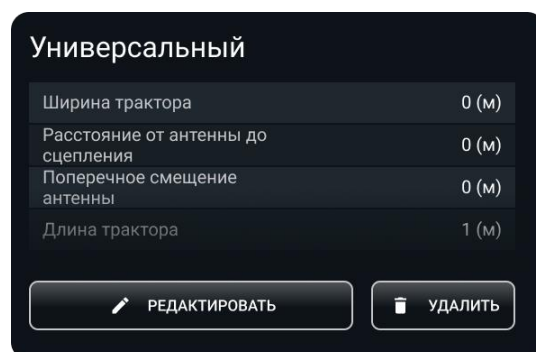 Универсальный
Ширина трактора 0 (м)
Расстояние от антенны до
сцепления 0 (м)
Поперечное смещение
антенны 0 (м)
Длина трактора 1 (м)
РЕДАКТИРОВАТЬ УДАЛИТЬ